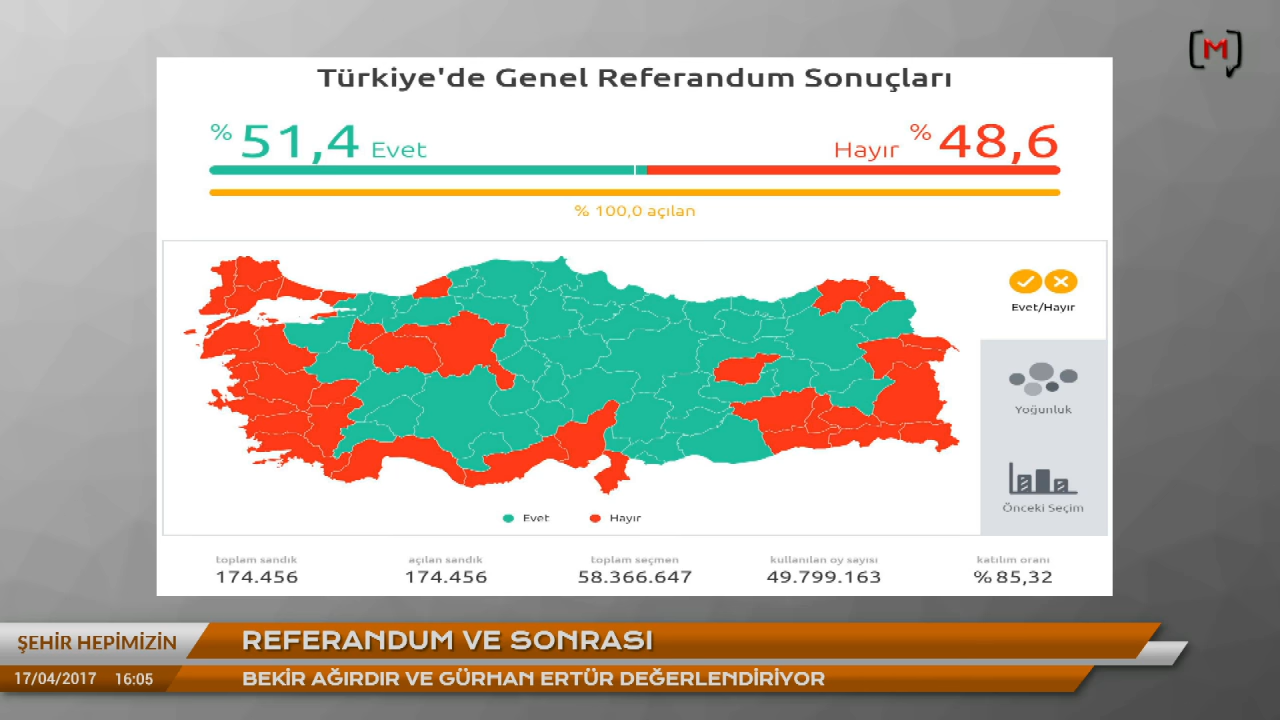 [M]
Türkiye'de Genel Referandum Sonuçları
% 51,4 Evet
Hayır % 48,6
% 100,0 açılan
Evet/Hayır
Yoğunluk
Önceki Seçim
Evet Hayır
toplam sandık açılan sandık toplam seçmen kullanılan oy sayısı katılım oranı
174.456 174.456 58.366.647 49.799.163 %85,32
ŞEHİR HEPİMİZİN
REFERANDUM VE SONRASI
17/04/2017 16:05
BEKİR AĞIRDIR VE GÜRHAN ERTÜR DEĞERLENDİRİYOR